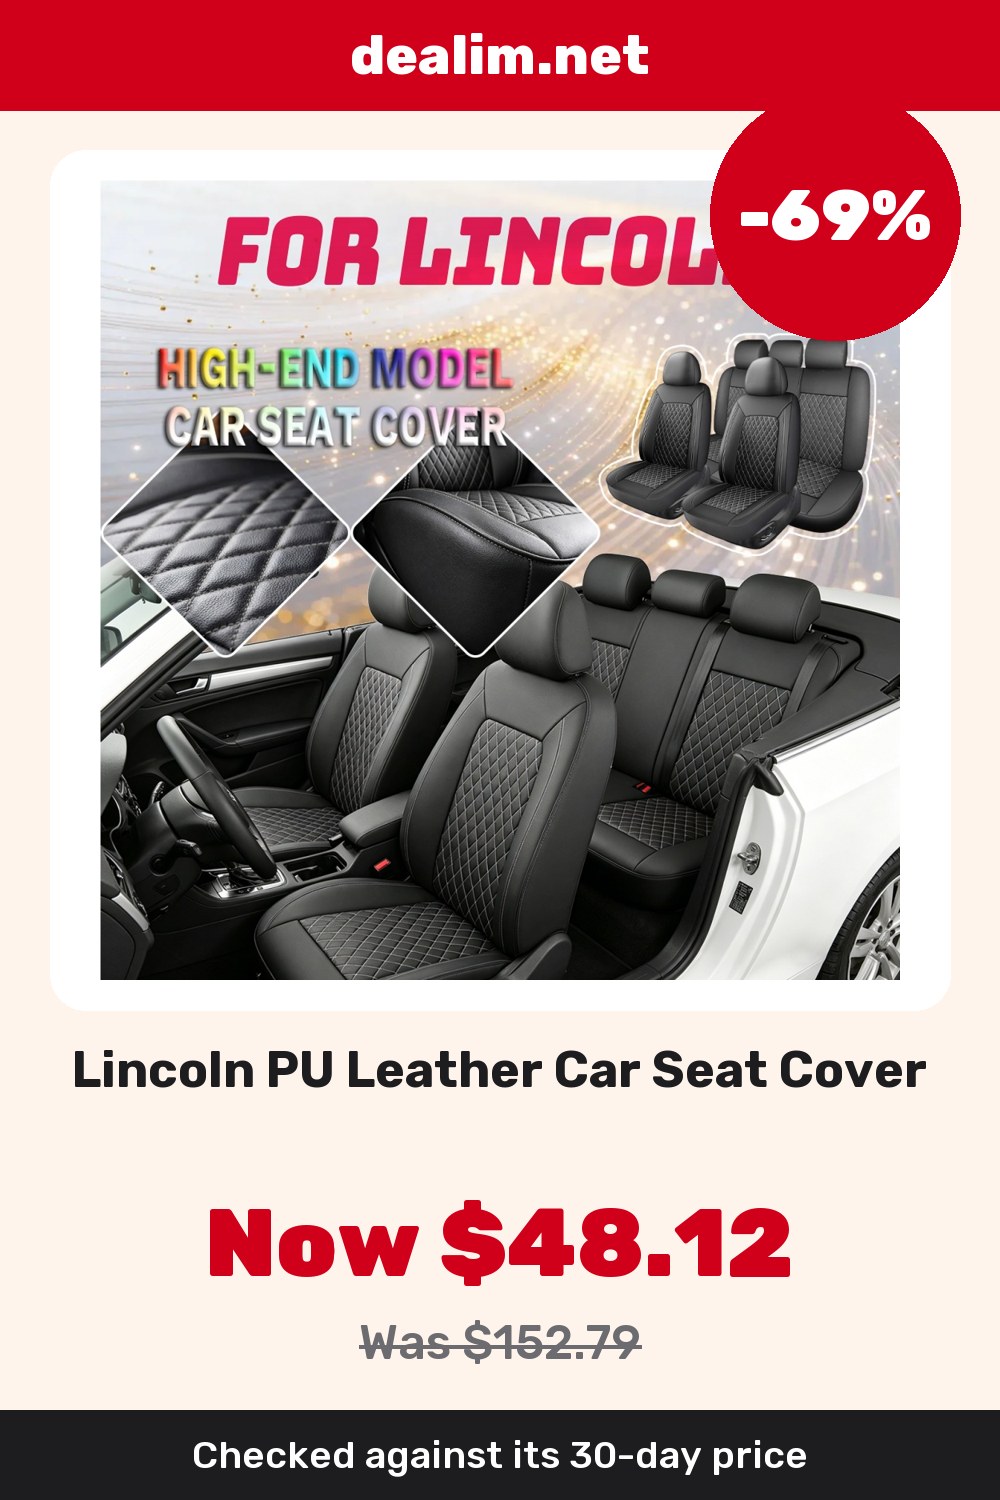 dealim.net
-69%
FOR LINCOL
HIGH-END MODEL
CAR SEAT COVER
Lincoln PU Leather Car Seat Cover
Now $48.12
Was $152.79
Checked against its 30-day price